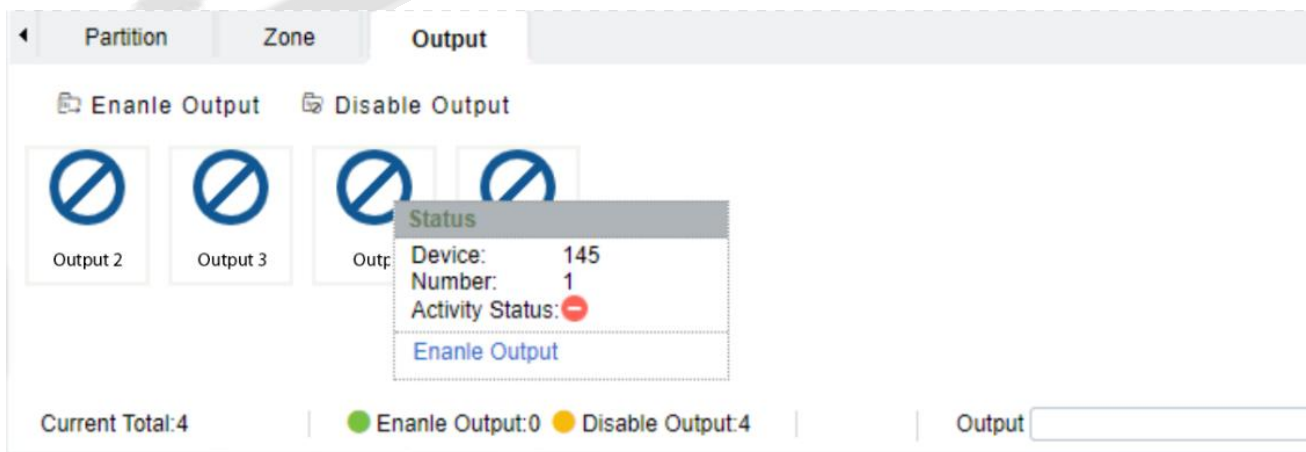 Partition Zone Output
Enanle Output Disable Output
Output 2 Output 3 Outp
Status
Device: 145
Number: 1
Activity Status:
Enanle Output
Current Total:4 Enanle Output:0 Disable Output:4 Output